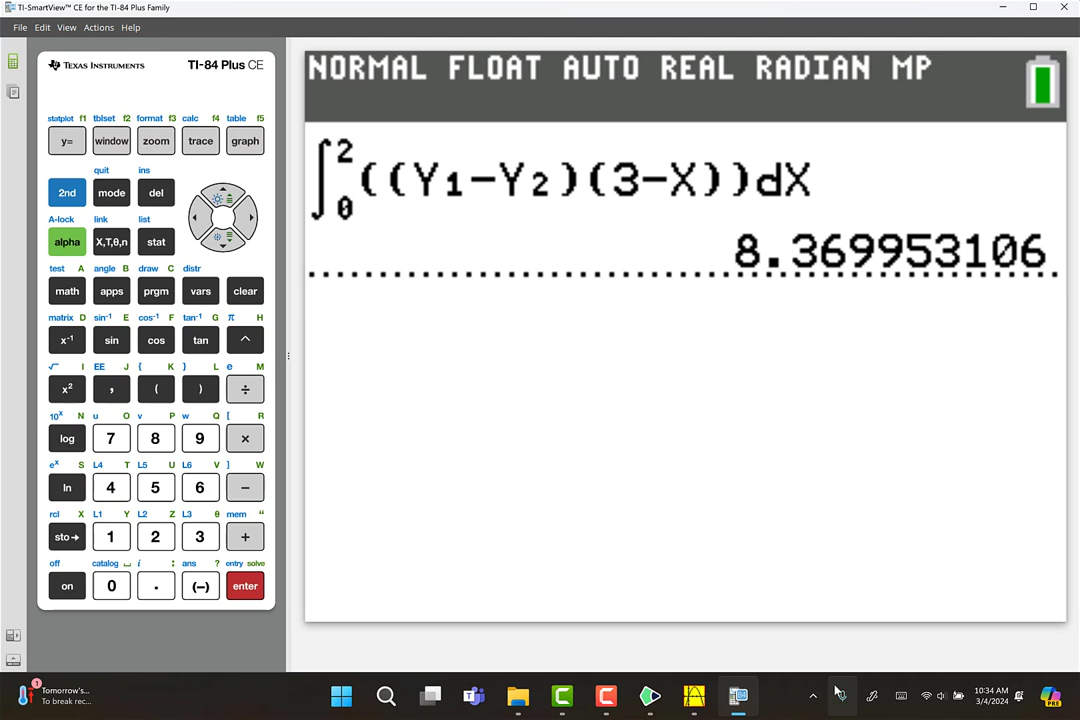 TI-SmartView™ CE for the TI-84 Plus Family
File Edit View Actions Help
TEXAS INSTRUMENTS TI-84 Plus CE
statplot f1 tblset f2 format f3 calc f4 table f5
y= window zoom trace graph
quit ins
2nd mode del
A-lock link list
alpha X,T,θ,n stat
test A angle B draw C distr
math apps prgm vars clear
matrix D sin⁻¹ E cos⁻¹ F tan⁻¹ G π H
x⁻¹ sin cos tan ^
√ I EE J { K } L e M
x² , ( ) ÷
10ˣ N u O v P w Q [ R
log 7 8 9 ×
eˣ S L4 T L5 U L6 V ] W
ln 4 5 6 −
rcl X L1 Y L2 Z L3 θ mem “
sto→ 1 2 3 +
off catalog ⎵ i : ans ? entry solve
on 0 . (−) enter
NORMAL FLOAT AUTO REAL RADIAN MP
∫₀²((Y₁−Y₂)(3−X))dX
8.369953106
1
Tomorrow's...
To break rec...
10:34 AM
3/4/2024
PRE